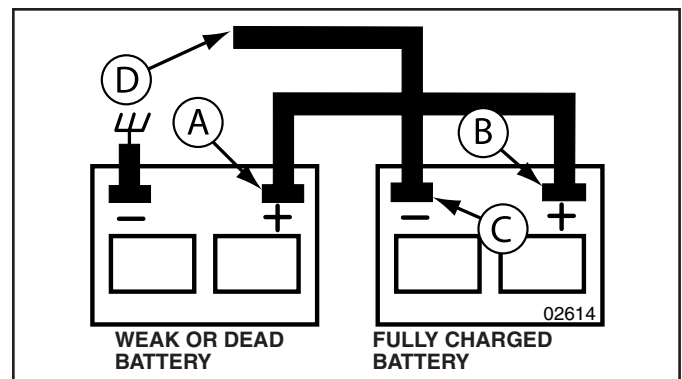 D
A
B
− +
− +
C
02614
WEAK OR DEAD
BATTERY
FULLY CHARGED
BATTERY